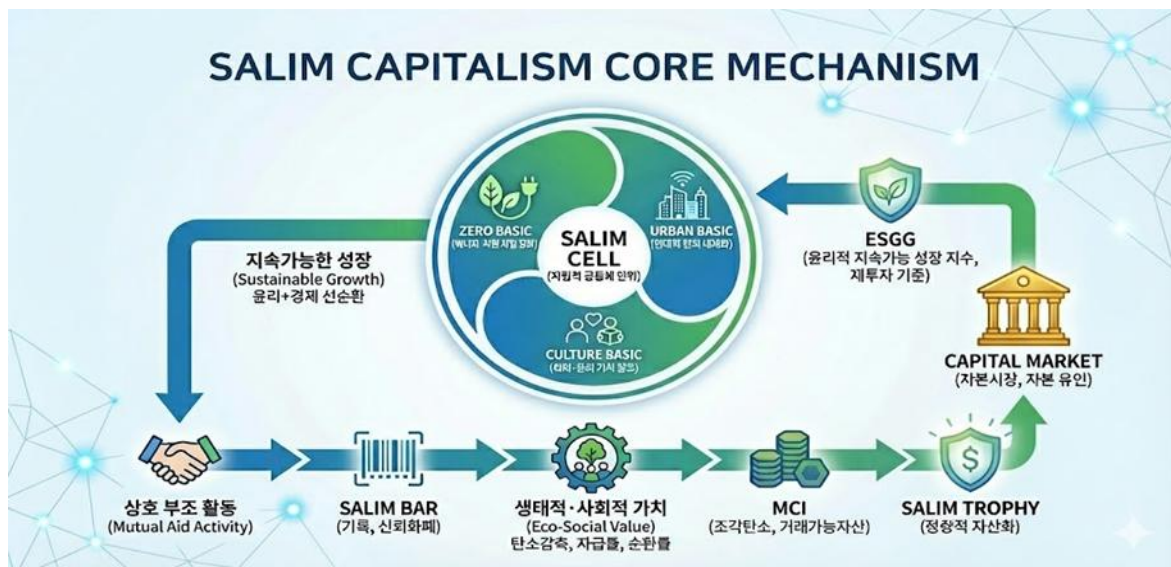 SALIM CAPITALISM CORE MECHANISM
ZERO BASIC
URBAN BASIC
SALIM
CELL
CULTURE BASIC
지속가능한 성장
(Sustainable Growth)
윤리+경제 선순환
ESGG
(윤리적 지속가능 성장 지수,
재투자 기준)
CAPITAL MARKET
(자본시장, 자본 유인)
상호 부조 활동
(Mutual Aid Activity)
SALIM BAR
(기록, 신뢰화폐)
생태적·사회적 가치
(Eco-Social Value)
탄소감축, 자급률, 순환률
MCI
(조각탄소, 거래가능자산)
$
SALIM TROPHY
(정량적 자산화)